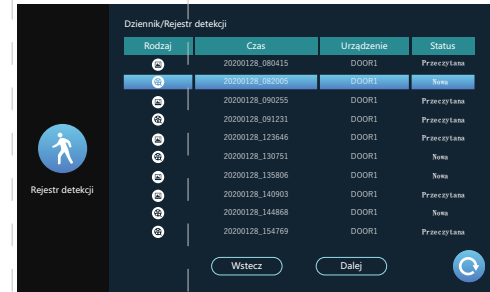 Dziennik/Rejestr detekcji
Rodzaj Czas Urządzenie Status
20200128_080415 DOOR1 Przeczytana
20200128_082005 DOOR1 Nowa
20200128_090255 DOOR1 Przeczytana
20200128_091231 DOOR1 Przeczytana
20200128_123646 DOOR1 Przeczytana
20200128_130751 DOOR1 Nowa
20200128_135806 DOOR1 Nowa
20200128_140903 DOOR1 Przeczytana
20200128_144868 DOOR1 Nowa
20200128_154769 DOOR1 Przeczytana
Rejestr detekcji
Wstecz Dalej